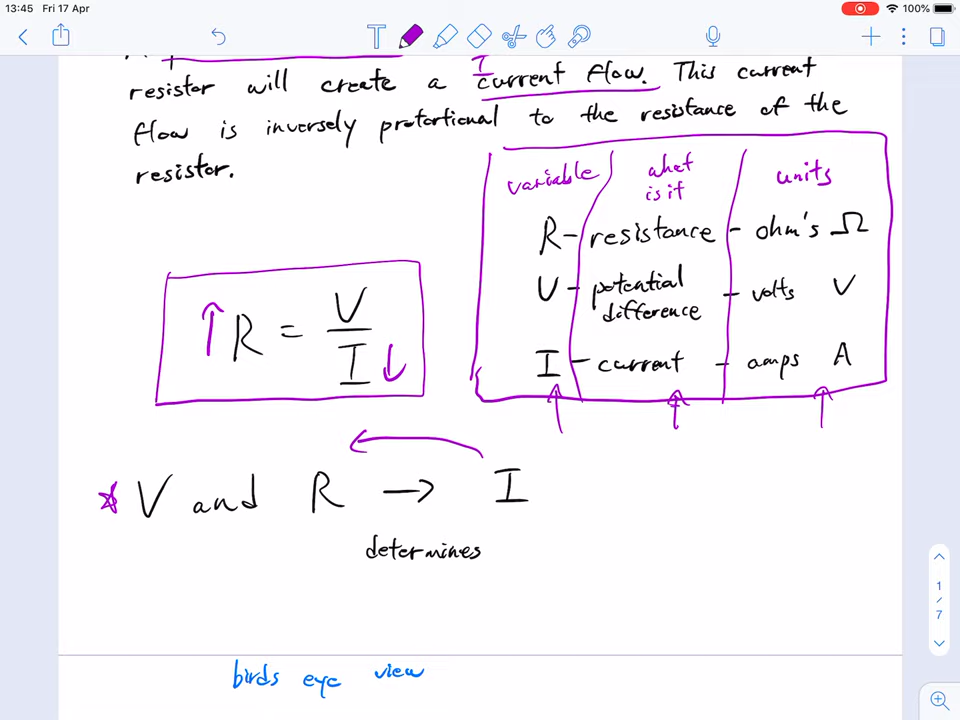 13:45 Fri 17 Apr
100%
I
resistor will create a current flow. This current
flow is inversely protortional to the resistance of the
resistor.
variable what is it units
R - resistance - ohm's Ω
V - potential difference - volts V
I - current - amps A
↑ R = V / I ↓
* V and R → I
determines
1 / 7
birds eye view